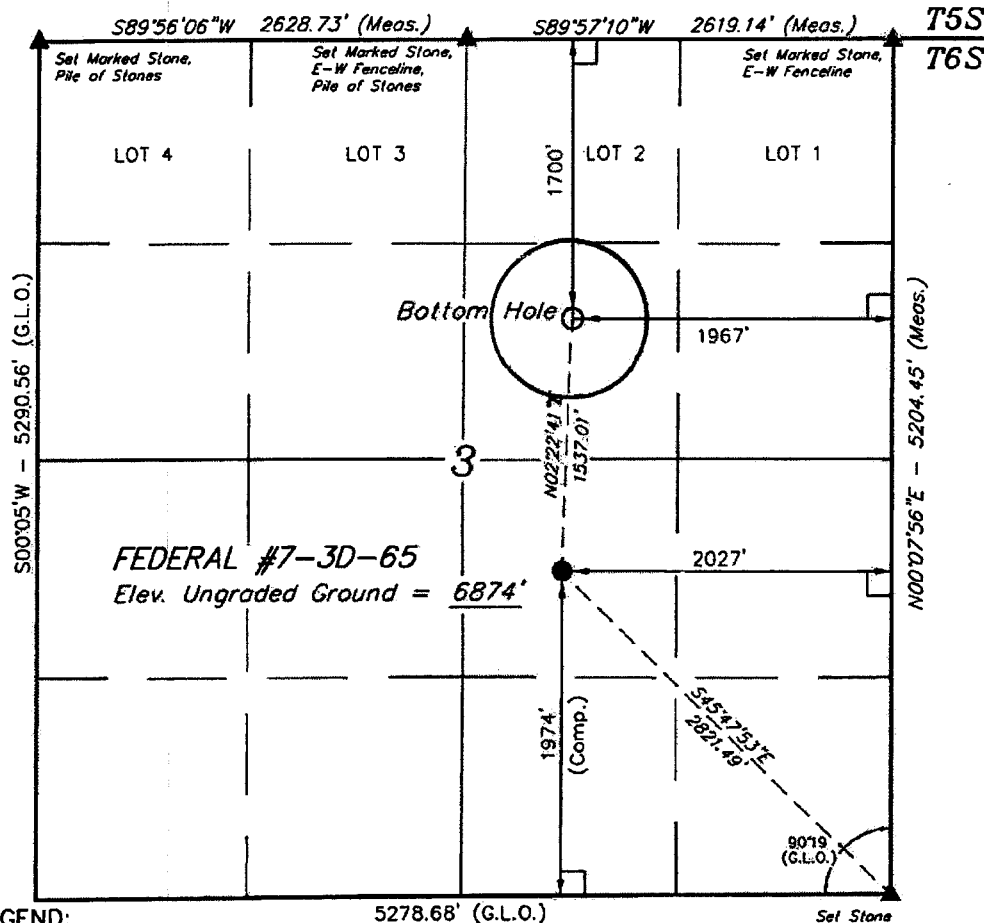 S89°56'06"W 2628.73' (Meas.) S89°57'10"W 2619.14' (Meas.) T5S
T6S
Set Marked Stone,
Pile of Stones
Set Marked Stone,
E-W Fenceline,
Pile of Stones
Set Marked Stone,
E-W Fenceline
LOT 4 LOT 3 LOT 2 LOT 1
1700'
Bottom Hole
1967'
S00°05'W - 5290.56' (G.L.O.)
N00°07'56"E - 5204.45' (Meas.)
N02°22'41"
1537.01'
3
FEDERAL #7-3D-65
Elev. Ungraded Ground = 6874'
2027'
1974'
(Comp.)
S45°47'53"E
2821.49'
90°19'
(G.L.O.)
GEND:
5278.68' (G.L.O.)
Set Stone